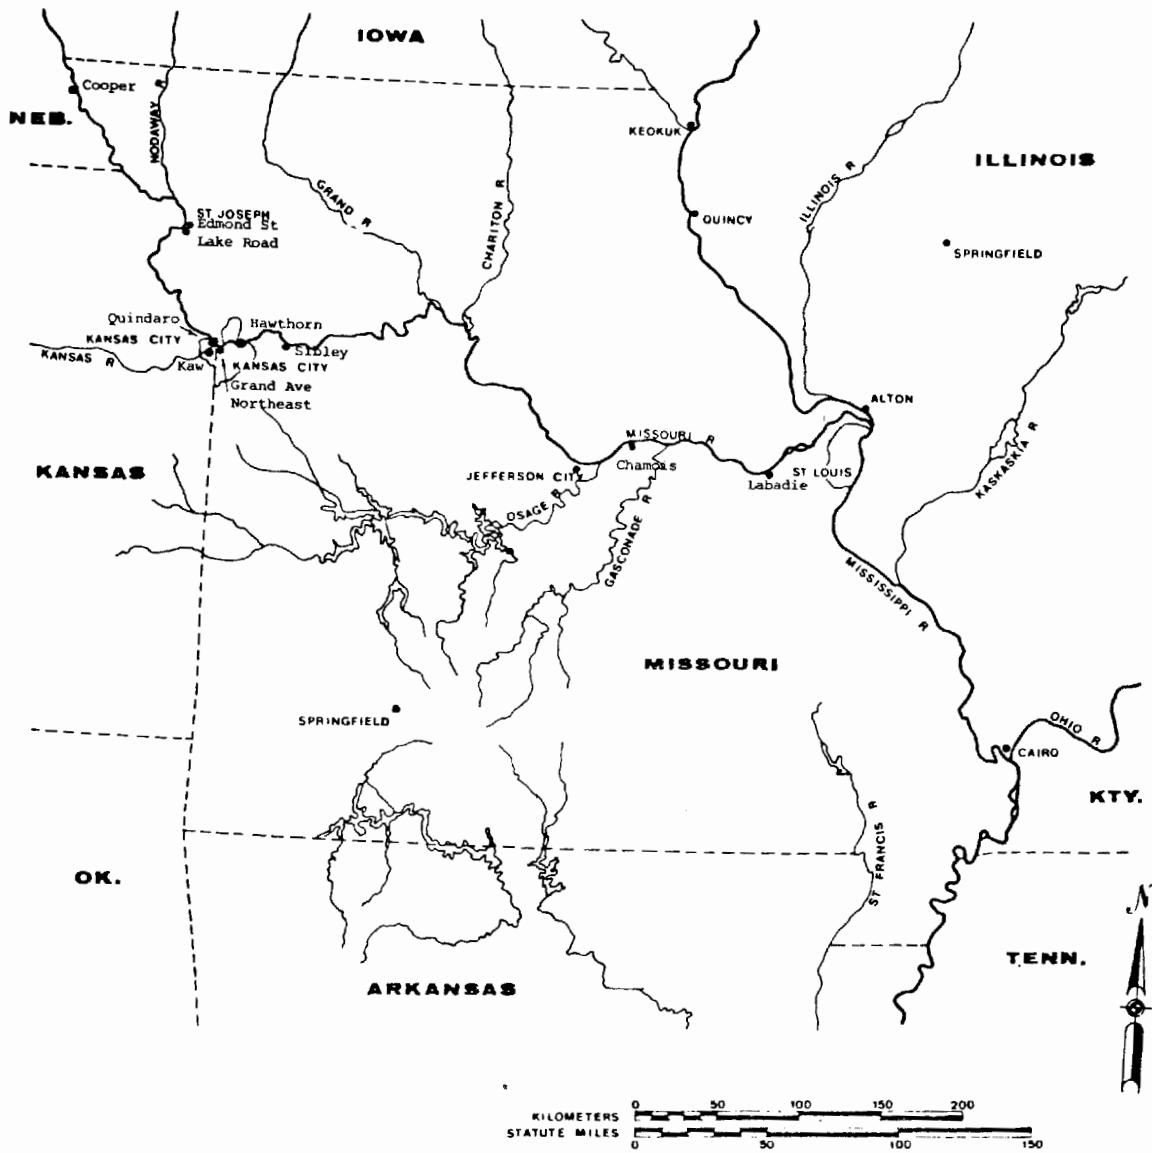 IOWA
Cooper
NEB.
NODAWAY R
KEOKUK
ILLINOIS
ILLINOIS R
GRAND R
CHARITON R
QUINCY
ST JOSEPH
Edmond St
Lake Road
SPRINGFIELD
Quindaro
Hawthorn
KANSAS CITY
Sibley
KANSAS R
Kaw
KANSAS CITY
Grand Ave
Northeast
ALTON
MISSOURI R
KASKASKIA R
KANSAS
JEFFERSON CITY
Chamois
ST LOUIS
Labadie
OSAGE R
GASCONADE R
MISSISSIPPI R
MISSOURI
SPRINGFIELD
OHIO R
CAIRO
KTY.
OK.
ST FRANCIS R
N
TENN.
ARKANSAS
0 50 100 150 200
KILOMETERS
STATUTE MILES
0 50 100 150